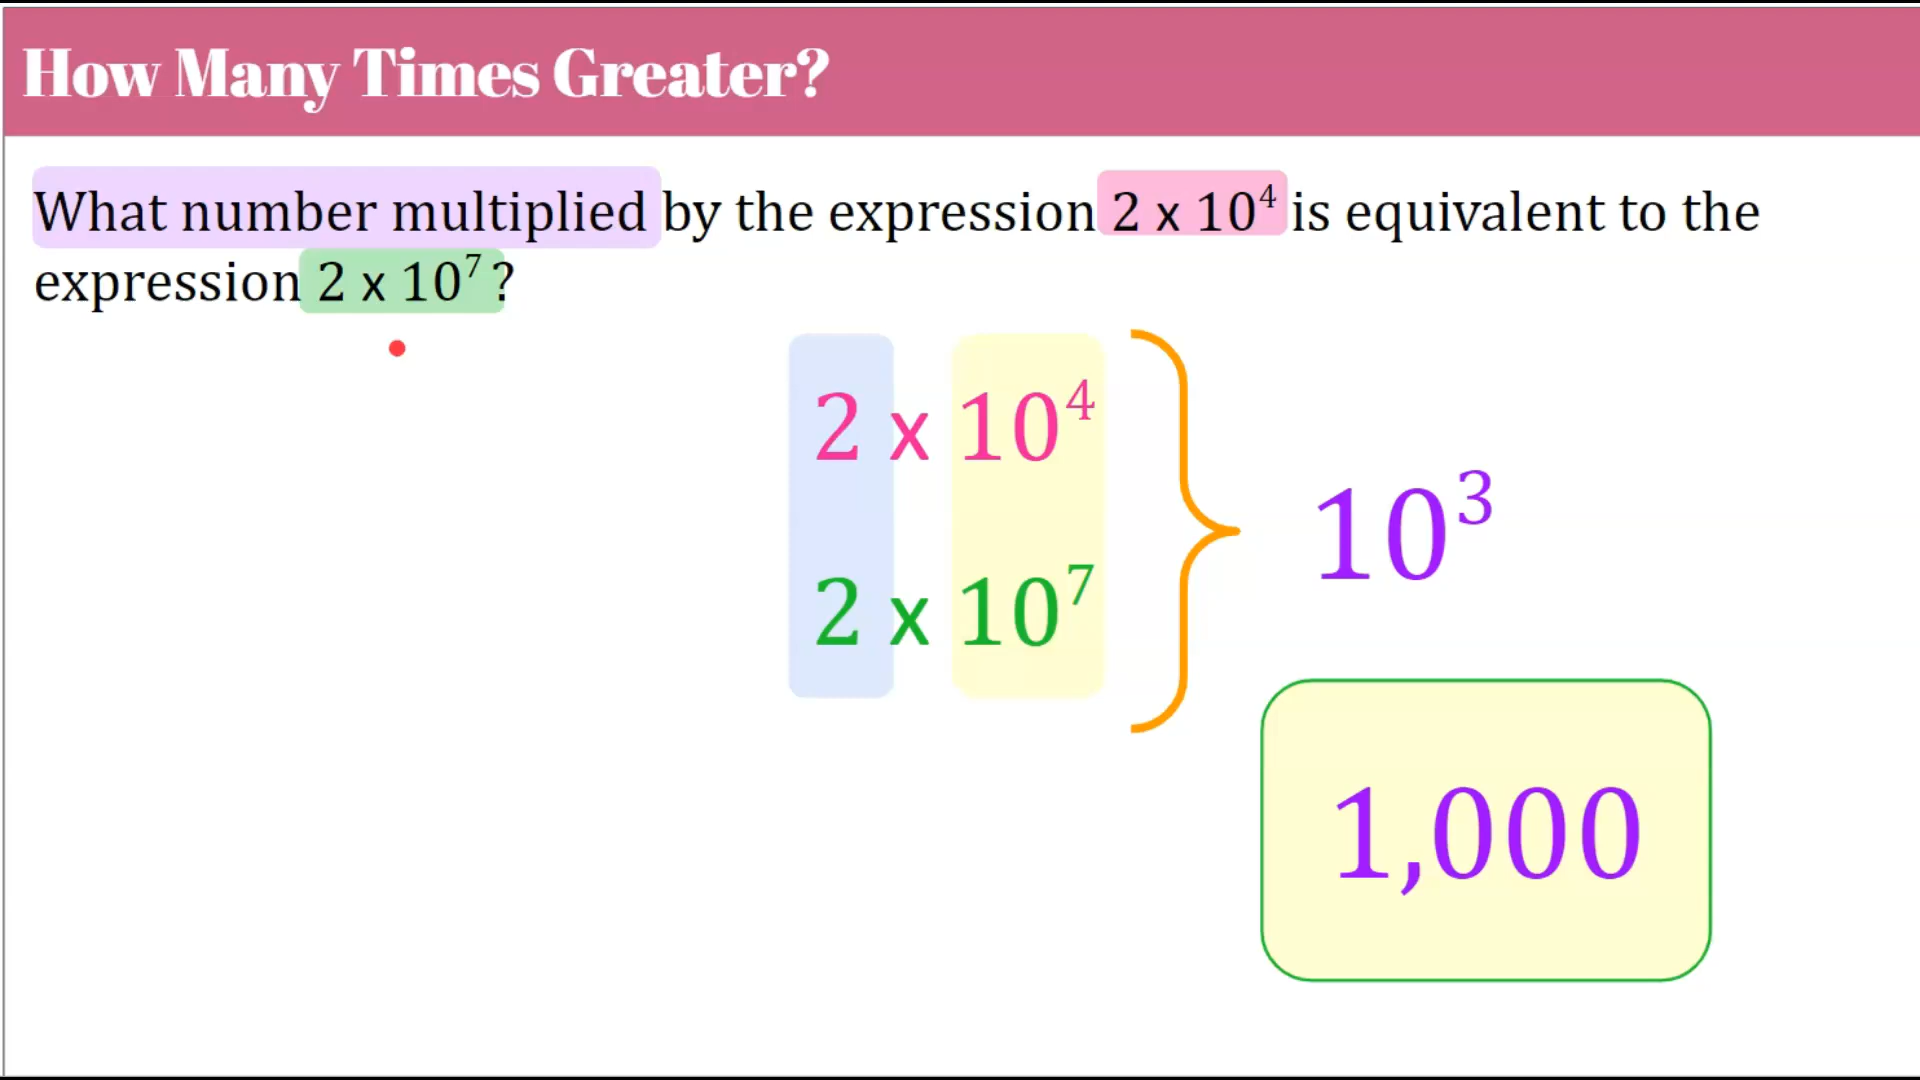 How Many Times Greater?
What number multiplied by the expression 2 x 10⁴ is equivalent to the
expression 2 x 10⁷?
2 x 10⁴
2 x 10⁷
10³
1,000